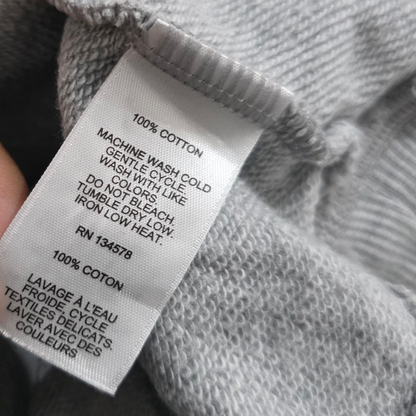 100% COTTON
MACHINE WASH COLD
GENTLE CYCLE.
WASH WITH LIKE
COLORS.
DO NOT BLEACH.
TUMBLE DRY LOW.
IRON LOW HEAT.
RN 134578
100% COTON
LAVAGE À L'EAU
FROIDE, CYCLE
TEXTILES DELICATS.
LAVER AVEC DES
COULEURS